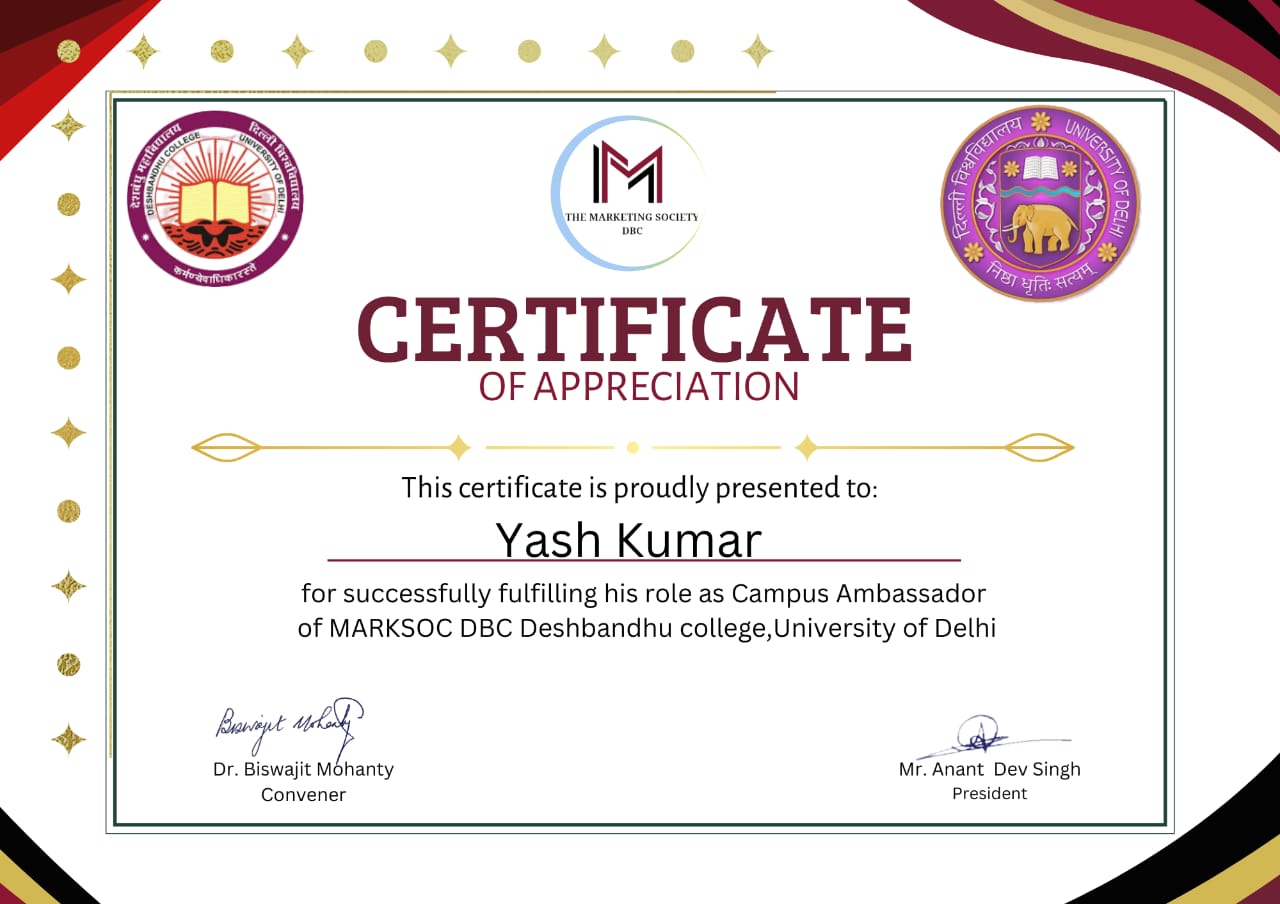 देशबंधु महाविद्यालय
दिल्ली विश्वविद्यालय
DESHBANDHU COLLEGE
UNIVERSITY OF DELHI
कर्मण्येवाधिकारस्ते
M
THE MARKETING SOCIETY
DBC
दिल्ली विश्वविद्यालय
UNIVERSITY OF DELHI
निष्ठा धृतिः सत्यम्
CERTIFICATE
OF APPRECIATION
This certificate is proudly presented to:
Yash Kumar
for successfully fulfilling his role as Campus Ambassador
of MARKSOC DBC Deshbandhu college,University of Delhi
Biswajit Mohanty
Dr. Biswajit Mohanty
Convener
Mr. Anant  Dev Singh
President